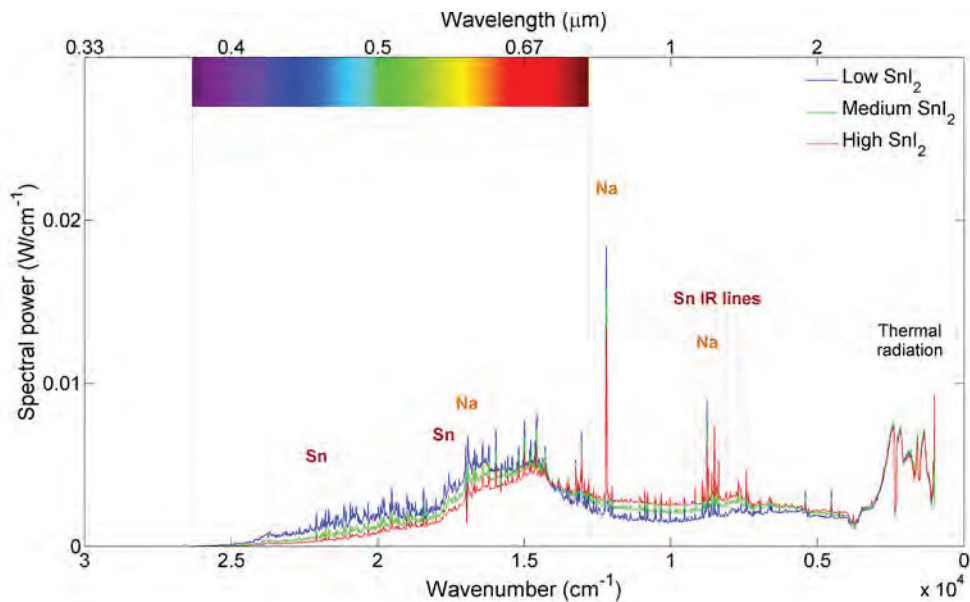 Wavelength (μm)
0.33 0.4 0.5 0.67 1 2
Low SnI₂
Medium SnI₂
High SnI₂
Na
0.02
Sn IR lines
Na
Thermal
radiation
0.01
Na
Sn
Sn
0
3 2.5 2 1.5 1 0.5 0
x 10⁴
Wavenumber (cm⁻¹)
Spectral power (W/cm⁻¹)